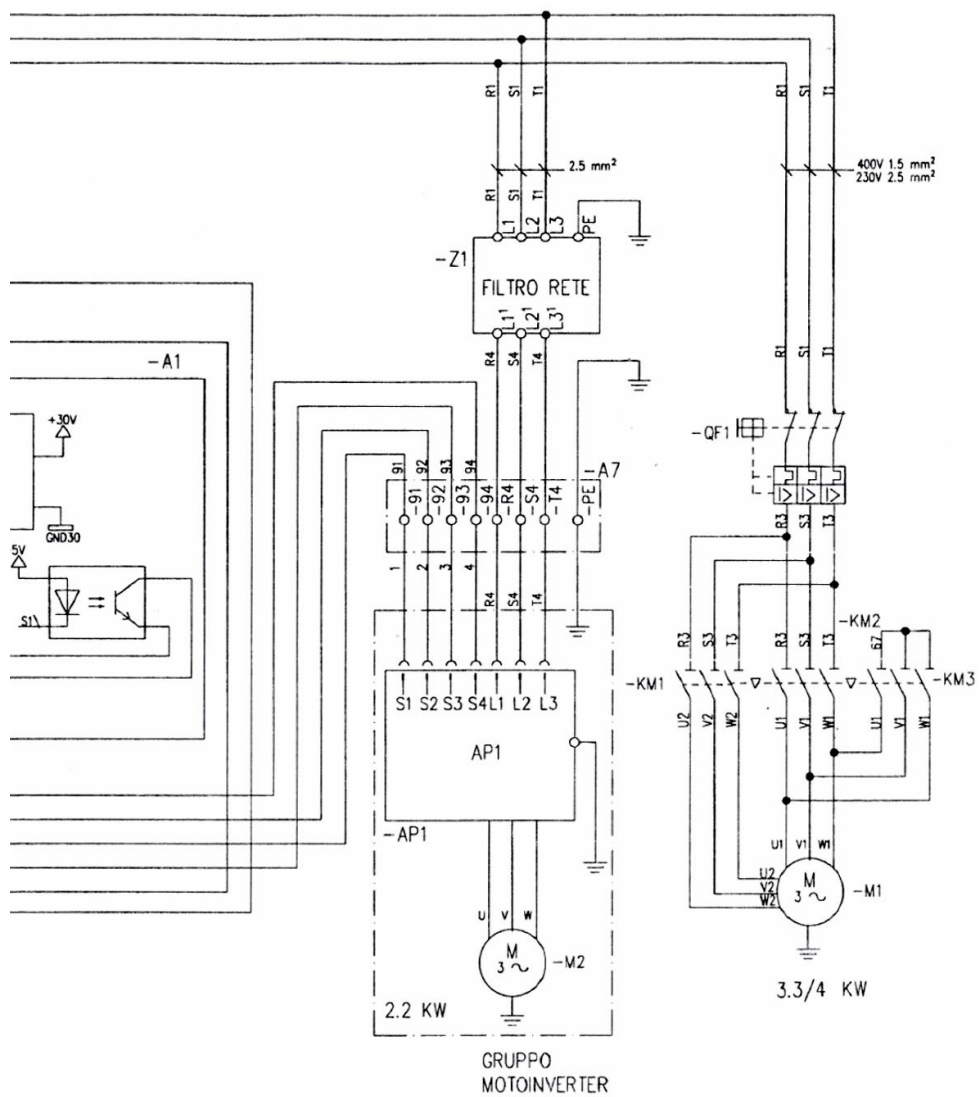 R1 S1 T1
R1 S1 T1
2.5 mm²
400V 1.5 mm²
230V 2.5 mm²
R1 S1 T1
L1 L2 L3 PE
-Z1
FILTRO RETE
L1¹ L2¹ L3¹
R4 S4 T4
R1 S1 T1
-A1
+30V
-QF1
91 92 93 94
-91 -92 -93 -94 -R4 -S4 -T4 -PE
-A7
GND30
R3 S3 T3
5V
1 2 3 4 R4 S4 T4
S1\
-KM2
R3 S3 T3
R3 S3 T3
67
-KM1
-KM3
S1 S2 S3 S4 L1 L2 L3
U2 V2 W2
U1 V1 W1
U1 V1 W1
AP1
-AP1
U1 V1 W1
U2
V2
W2
M
3~
-M1
U V W
M
3~
-M2
3.3/4 KW
2.2 KW
GRUPPO
MOTOINVERTER